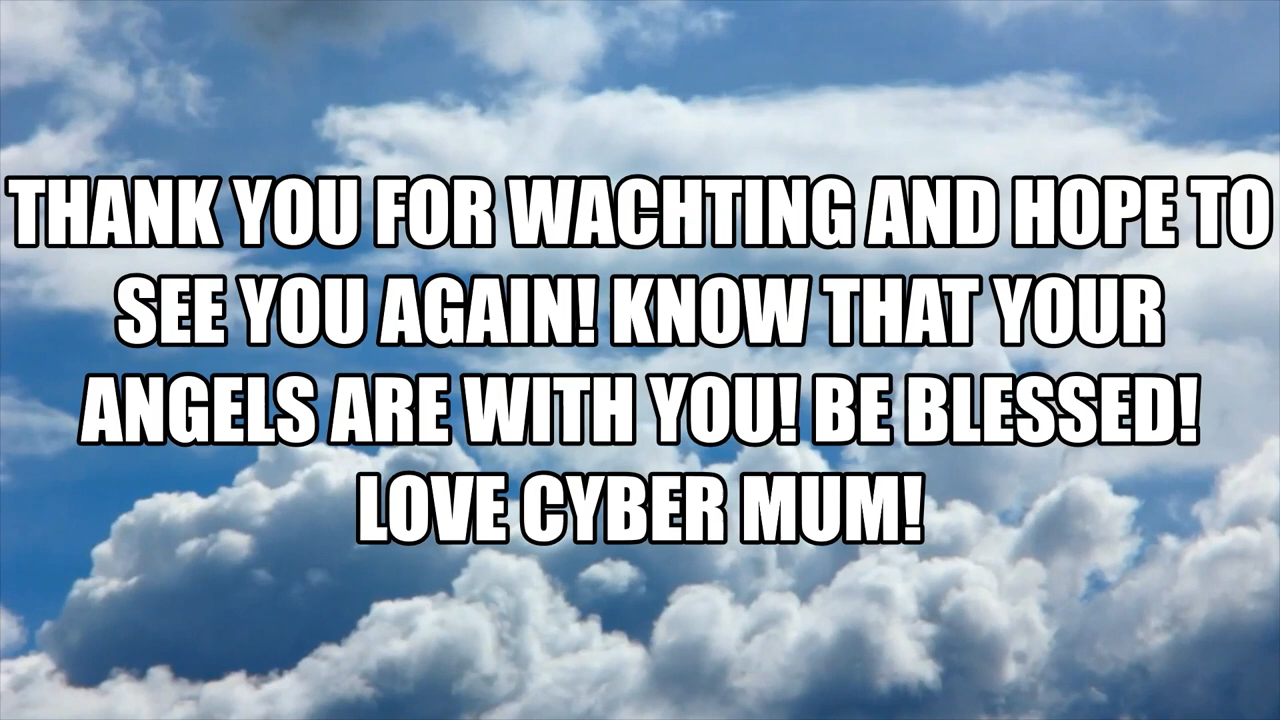 THANK YOU FOR WACHTING AND HOPE TO
SEE YOU AGAIN! KNOW THAT YOUR
ANGELS ARE WITH YOU! BE BLESSED!
LOVE CYBER MUM!